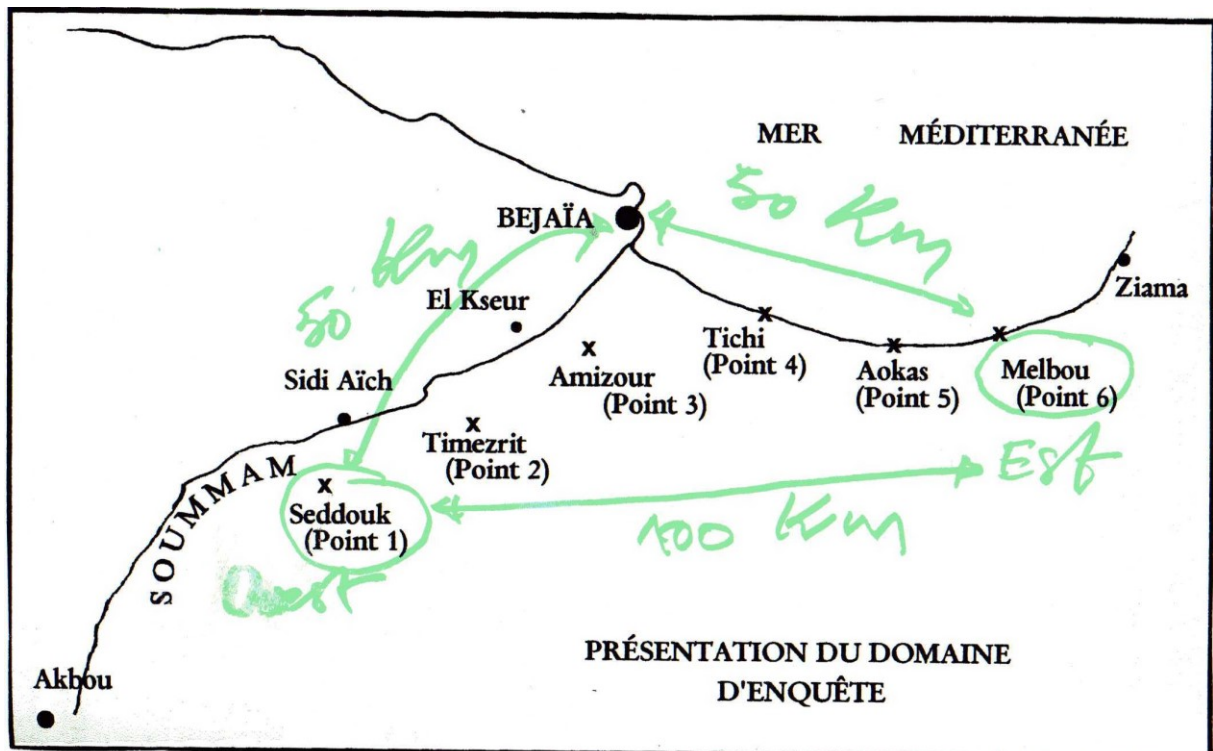 MER MÉDITERRANÉE
50 Km
BEJAÏA
50 km
El Kseur
Ziama
Tichi
(Point 4)
Sidi Aïch
Amizour
(Point 3)
Aokas
(Point 5)
Melbou
(Point 6)
Timezrit
(Point 2)
Est
SOUMMAM
Seddouk
(Point 1)
100 Km
Ouest
PRÉSENTATION DU DOMAINE
D'ENQUÊTE
Akbou